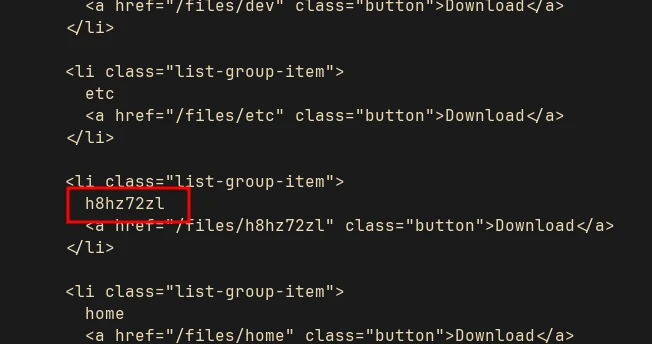 <a href="/files/dev" class="button">Download</a>
</li>
<li class="list-group-item">
etc
<a href="/files/etc" class="button">Download</a>
</li>
<li class="list-group-item">
h8hz72zl
<a href="/files/h8hz72zl" class="button">Download</a>
</li>
<li class="list-group-item">
home
<a href="/files/home" class="button">Download</a>